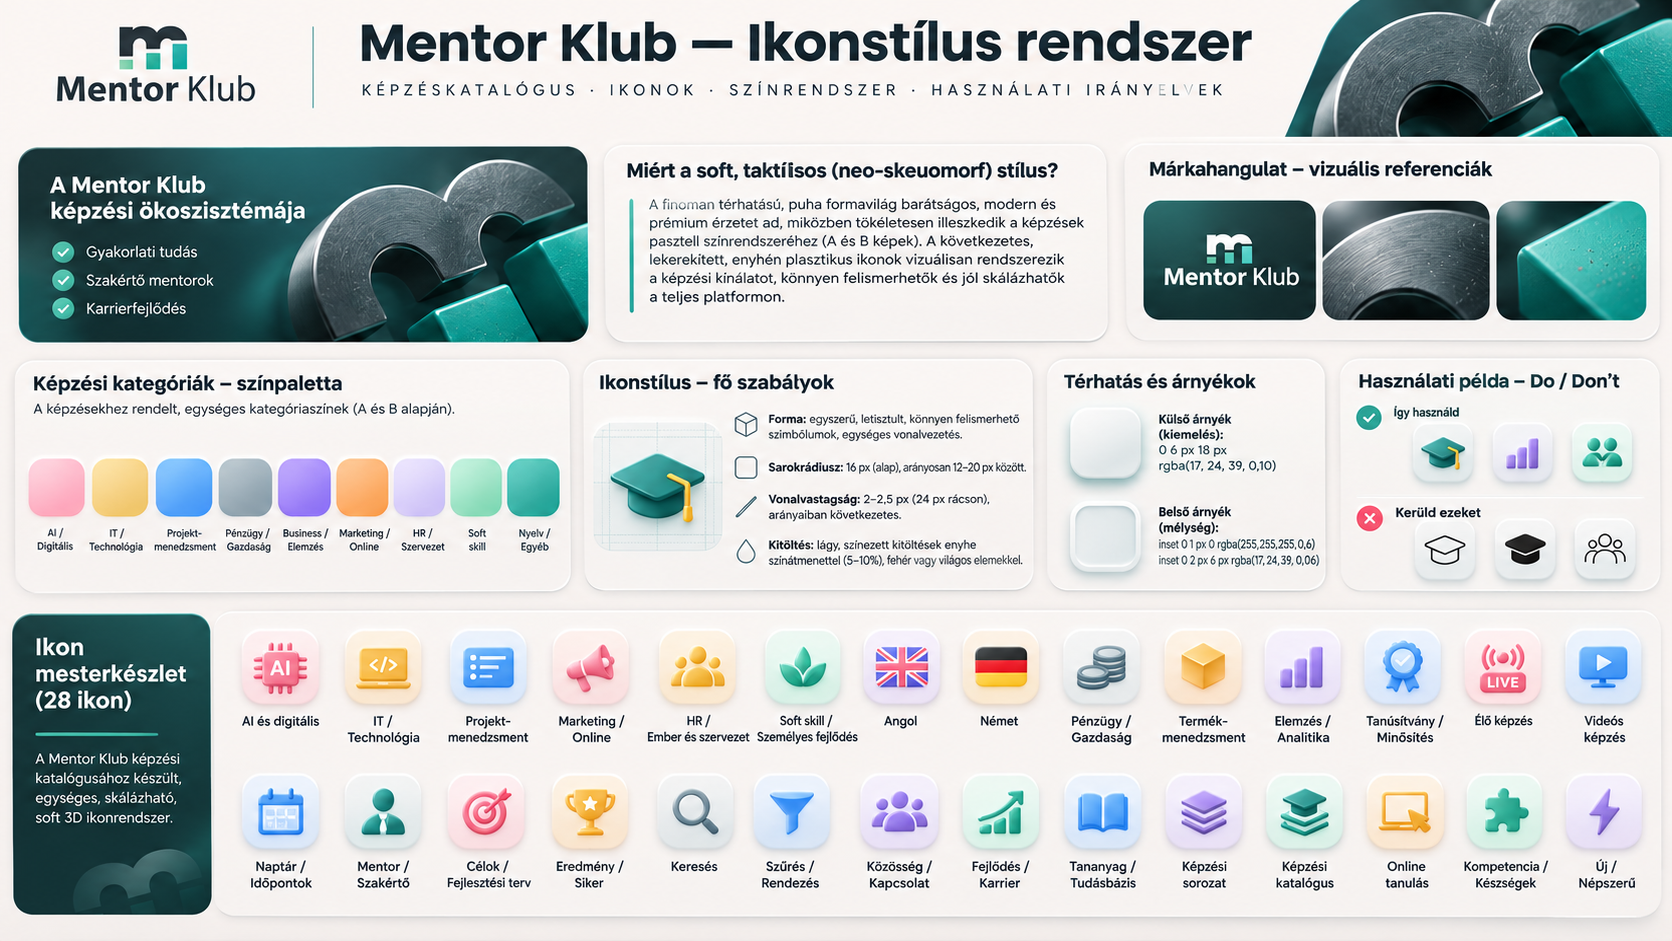 Mentor Klub
Mentor Klub — Ikonstílus rendszer
KÉPZÉSKATALÓGUS · IKONOK · SZÍNRENDSZER · HASZNÁLATI IRÁNYELVEK
A Mentor Klub
képzési ökoszisztémája
Gyakorlati tudás
Szakértő mentorok
Karrierfejlődés
Miért a soft, taktílisos (neo-skeuomorf) stílus?
A finoman térhatású, puha formavilág barátságos, modern és
prémium érzetet ad, miközben tökéletesen illeszkedik a képzések
pasztell színrendszeréhez (A és B képek). A következetes,
lekerekített, enyhén plasztikus ikonok vizuálisan rendszerezik
a képzési kínálatot, könnyen felismerhetők és jól skálázhatók
a teljes platformon.
Márkahangulat – vizuális referenciák
Mentor Klub
Képzési kategóriák – színpaletta
A képzésekhez rendelt, egységes kategóriaszínek (A és B alapján).
AI /
Digitális
IT /
Technológia
Projekt-
menedzsment
Pénzügy /
Gazdaság
Business /
Elemzés
Marketing /
Online
HR /
Szervezet
Soft
skill
Nyelv /
Egyéb
Ikonstílus – fő szabályok
Forma: egyszerű, letisztult, könnyen felismerhető
szimbólumok, egységes vonalvezetés.
Sarokrádiusz: 16 px (alap), arányosan 12–20 px között.
Vonalvastagság: 2–2,5 px (24 px rácson),
arányaiban következetes.
Kitöltés: lágy, színezett kitöltések enyhe
színátmenettel (5–10%), fehér vagy világos elemekkel.
Térhatás és árnyékok
Külső árnyék
(kiemelés):
0 6 px 18 px
rgba(17, 24, 39, 0,10)
Belső árnyék
(mélység):
inset 0 1 px 0 rgba(255,255,255,0,6)
inset 0 2 px 6 px rgba(17, 24, 39, 0,06)
Használati példa – Do / Don't
Így használd
Kerüld ezeket
Ikon
mesterkészlet
(28 ikon)
A Mentor Klub képzési
katalógusához készült,
egységes, skálázható,
soft 3D ikonrendszer.
AI
AI és digitális
</>
IT /
Technológia
Projekt-
menedzsment
Marketing /
Online
HR /
Ember és szervezet
Soft skill /
Személyes fejlődés
Angol
Német
Pénzügy /
Gazdaság
Termék-
menedzsment
Elemzés /
Analitika
Tanúsítvány /
Minősítés
LIVE
Élő képzés
Videós
képzés
Naptár /
Időpontok
Mentor /
Szakértő
Célok /
Fejlesztési terv
Eredmény /
Siker
Keresés
Szűrés /
Rendezés
Közösség /
Kapcsolat
Fejlődés /
Karrier
Tananyag /
Tudásbázis
Képzési
sorozat
Képzési
katalógus
Online
tanulás
Kompetencia /
Készségek
Új /
Népszerű